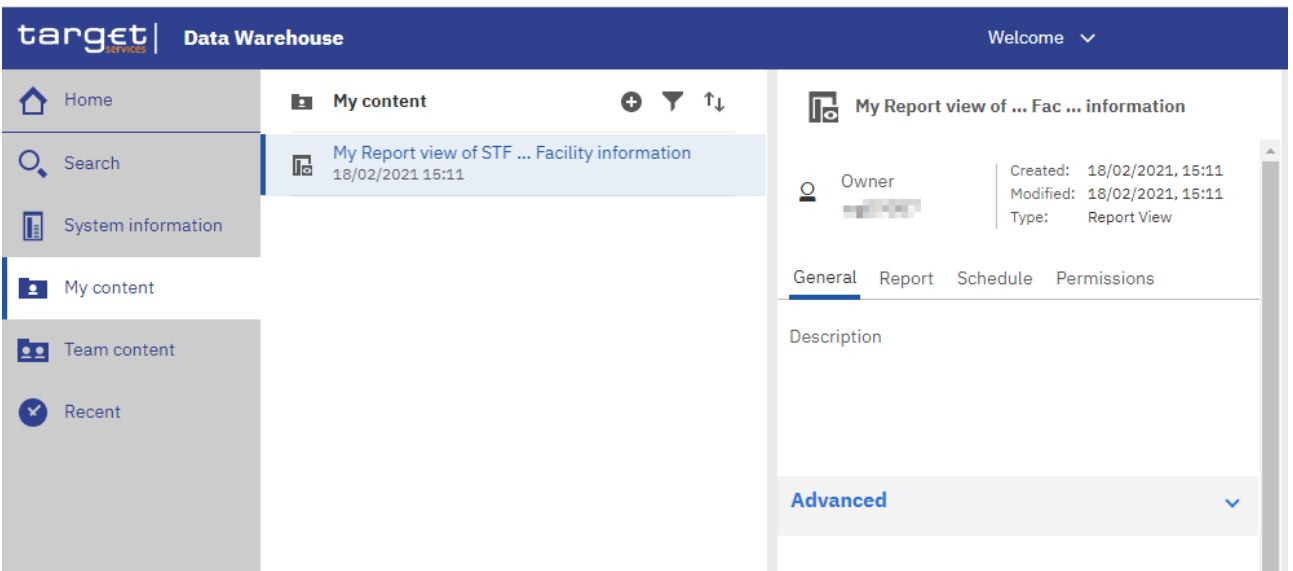 target services | Data Warehouse
Welcome
Home
Search
System information
My content
Team content
Recent
My content
My Report view of STF ... Facility information
18/02/2021 15:11
My Report view of ... Fac ... information
Owner
Created: 18/02/2021, 15:11
Modified: 18/02/2021, 15:11
Type: Report View
General Report Schedule Permissions
Description
Advanced